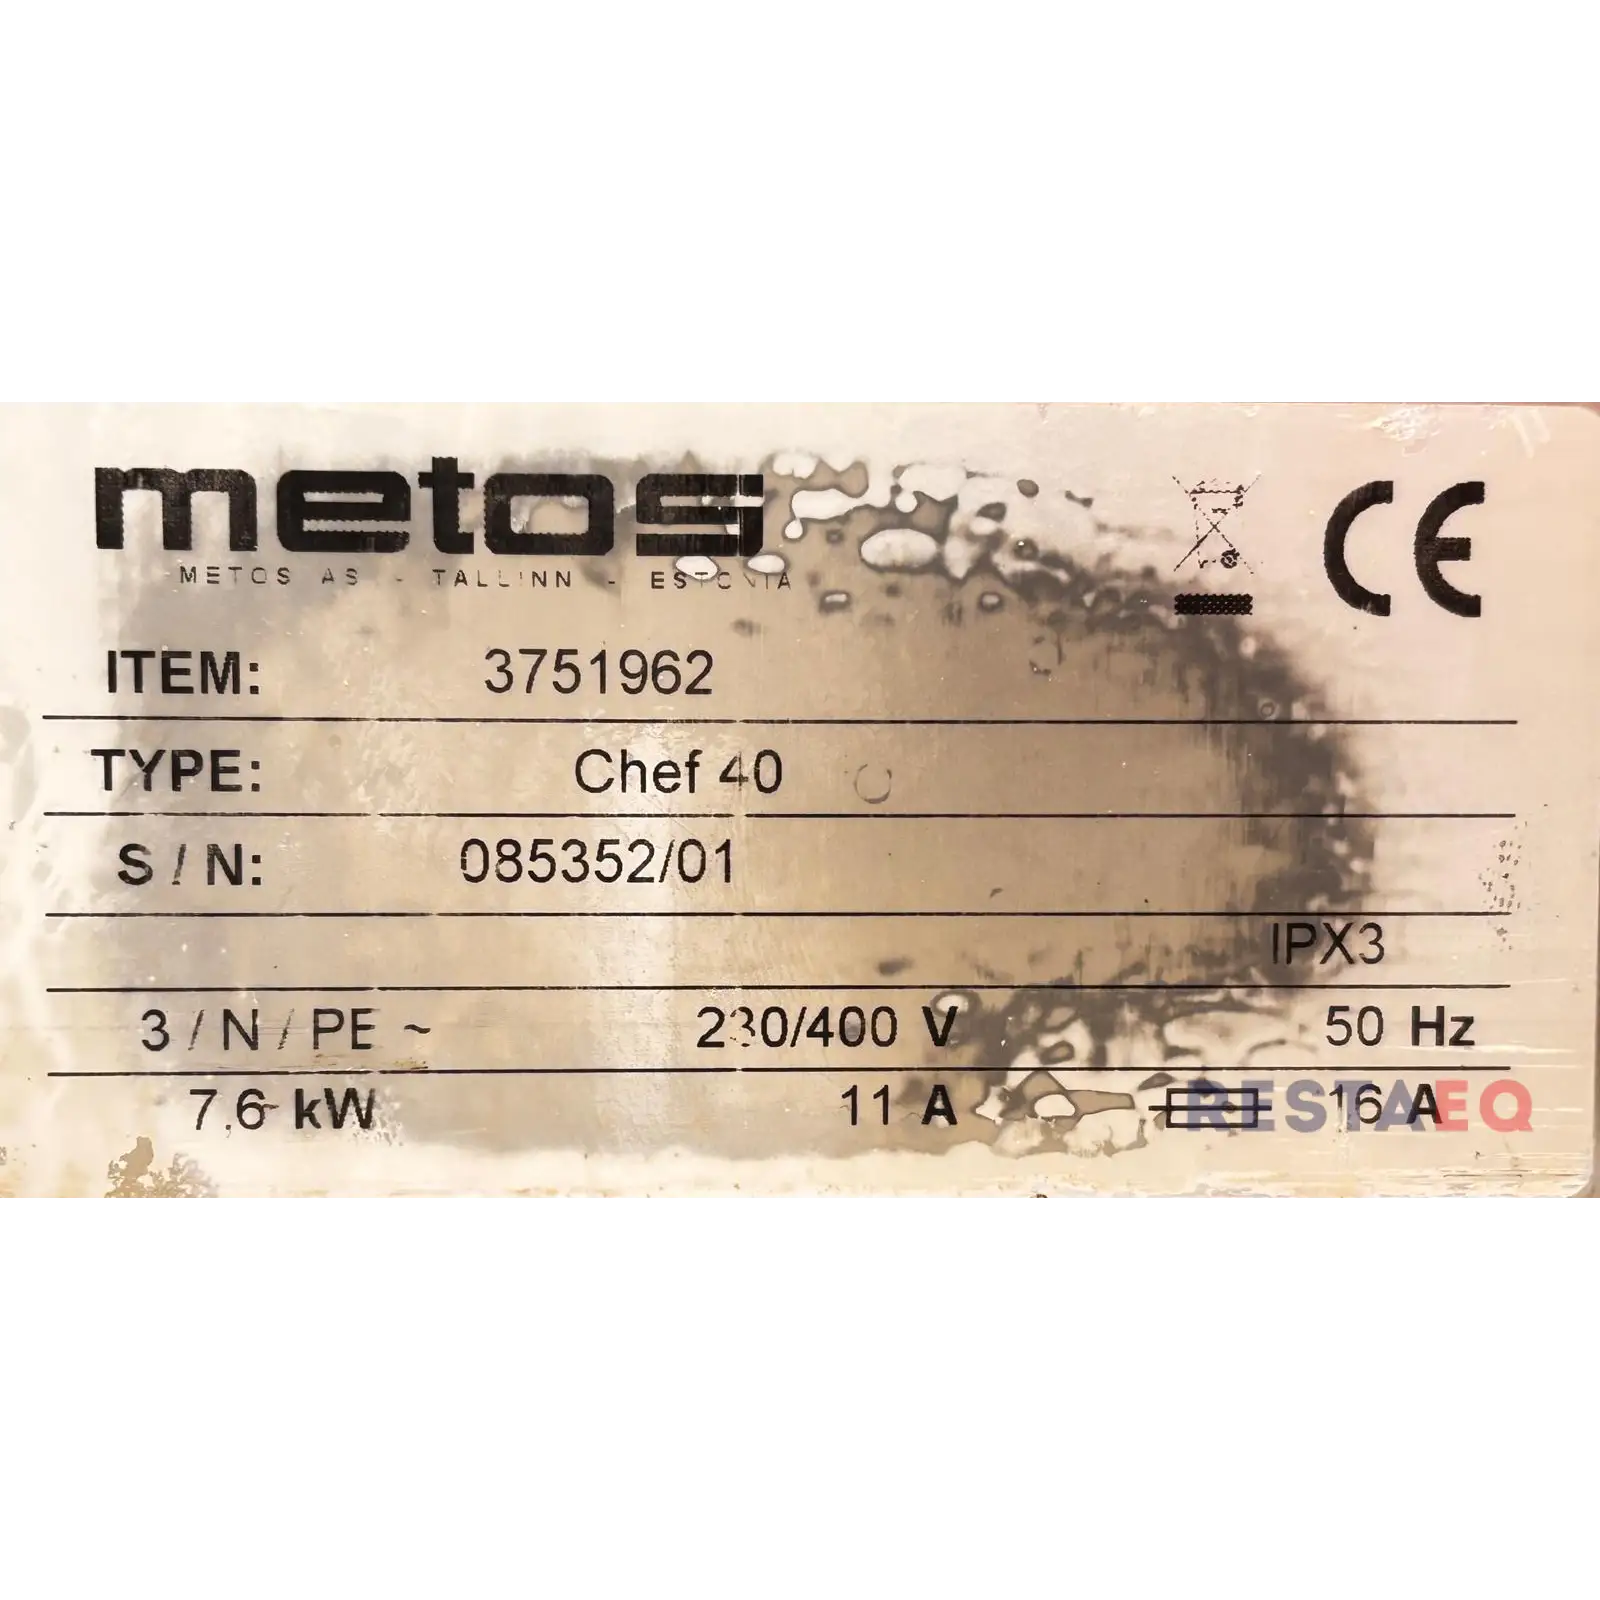 metos
METOS AS - TALLINN - ESTONIA
CE
ITEM: 3751962
TYPE: Chef 40
S / N: 085352/01
IPX3
3 / N / PE ~ 230/400 V 50 Hz
7,6 kW 11 A 16 A
RESTAEQ